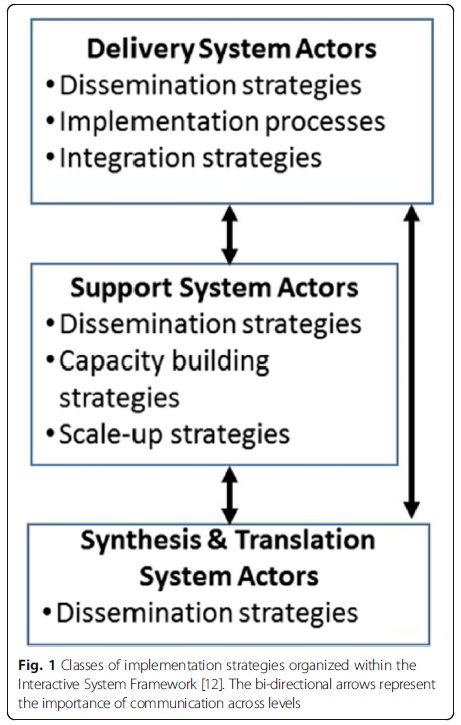 Delivery System Actors
• Dissemination strategies
• Implementation processes
• Integration strategies
Support System Actors
• Dissemination strategies
• Capacity building
strategies
• Scale-up strategies
Synthesis & Translation
System Actors
• Dissemination strategies
Fig. 1 Classes of implementation strategies organized within the
Interactive System Framework [12]. The bi-directional arrows represent
the importance of communication across levels